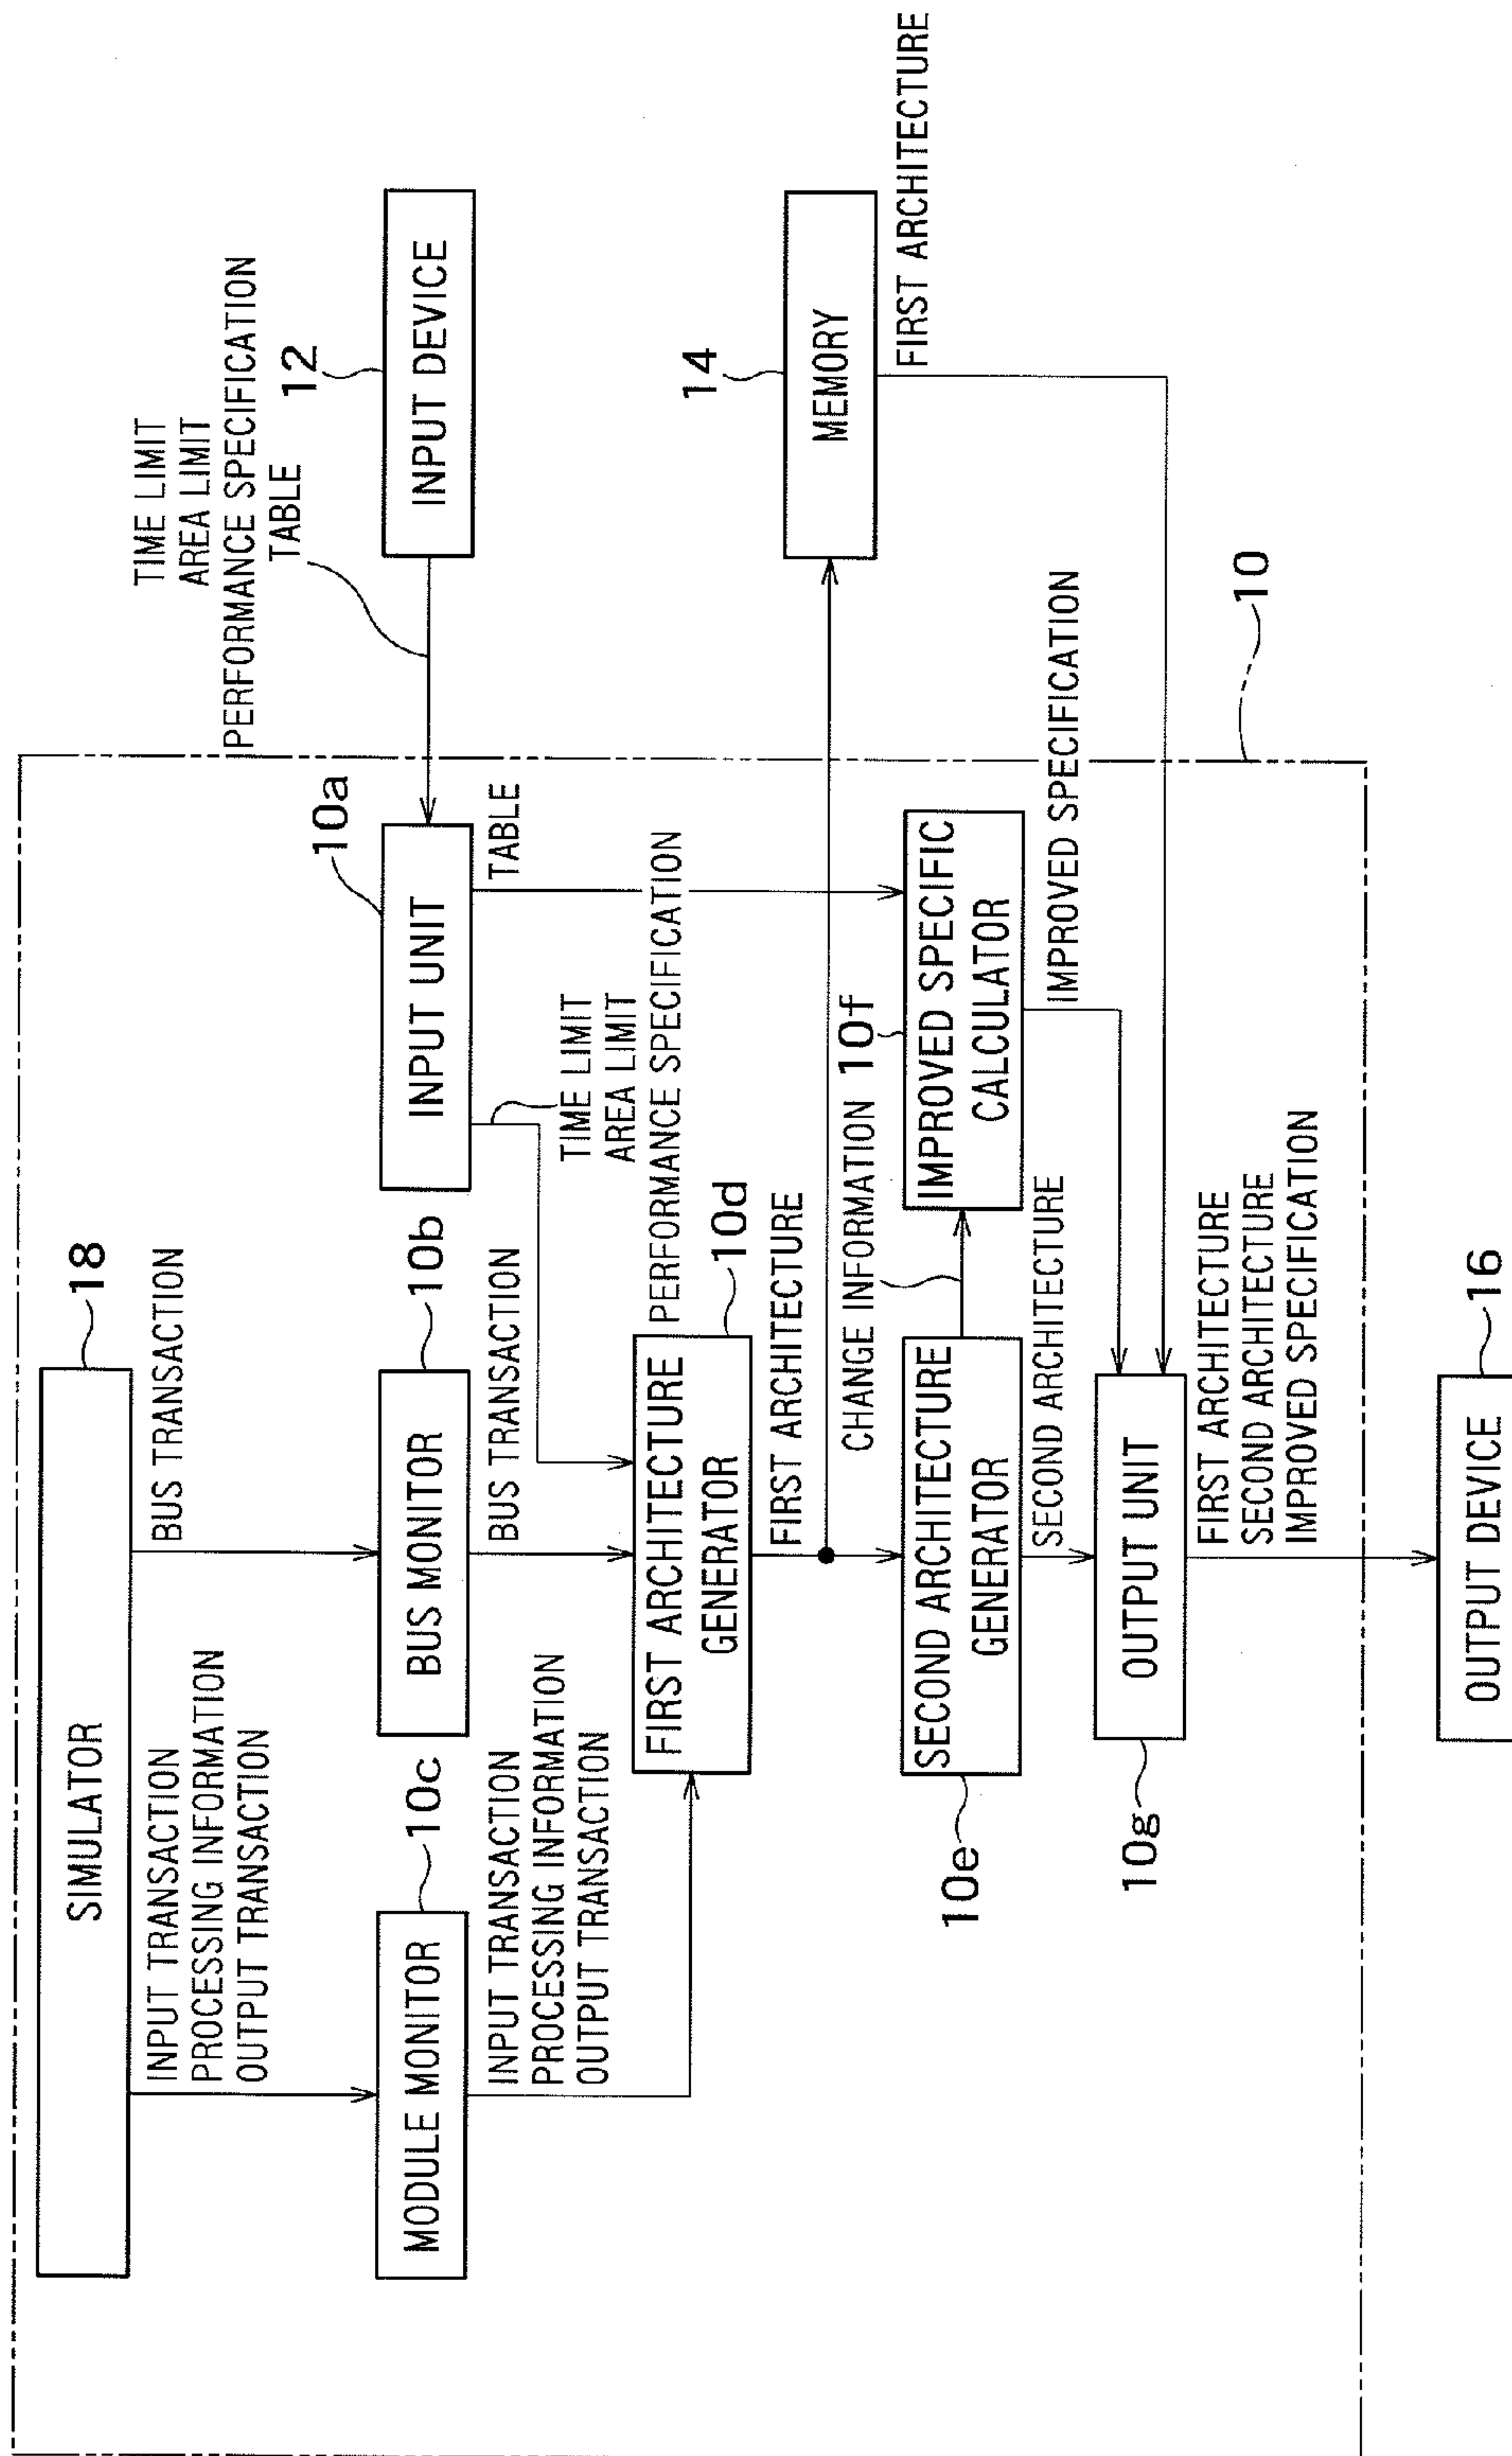 SIMULATOR
18
INPUT TRANSACTION
PROCESSING INFORMATION
OUTPUT TRANSACTION
BUS TRANSACTION
TIME LIMIT
AREA LIMIT
PERFORMANCE SPECIFICATION
TABLE
MODULE MONITOR
10c
BUS MONITOR
10b
INPUT UNIT
10a
INPUT DEVICE
12
INPUT TRANSACTION
PROCESSING INFORMATION
OUTPUT TRANSACTION
BUS TRANSACTION
TABLE
TIME LIMIT
AREA LIMIT
PERFORMANCE SPECIFICATION
FIRST ARCHITECTURE
GENERATOR
10d
FIRST ARCHITECTURE
MEMORY
14
FIRST ARCHITECTURE
CHANGE INFORMATION
10f
SECOND ARCHITECTURE
GENERATOR
10e
IMPROVED SPECIFIC
CALCULATOR
SECOND ARCHITECTURE
IMPROVED SPECIFICATION
OUTPUT UNIT
10g
10
FIRST ARCHITECTURE
SECOND ARCHITECTURE
IMPROVED SPECIFICATION
OUTPUT DEVICE
16